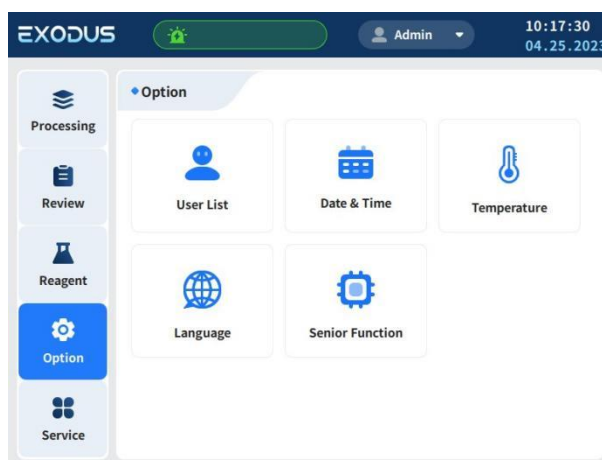 EXODUS
Admin
10:17:30
04.25.2023
Processing
Review
Reagent
Option
Service
Option
User List
Date & Time
Temperature
Language
Senior Function